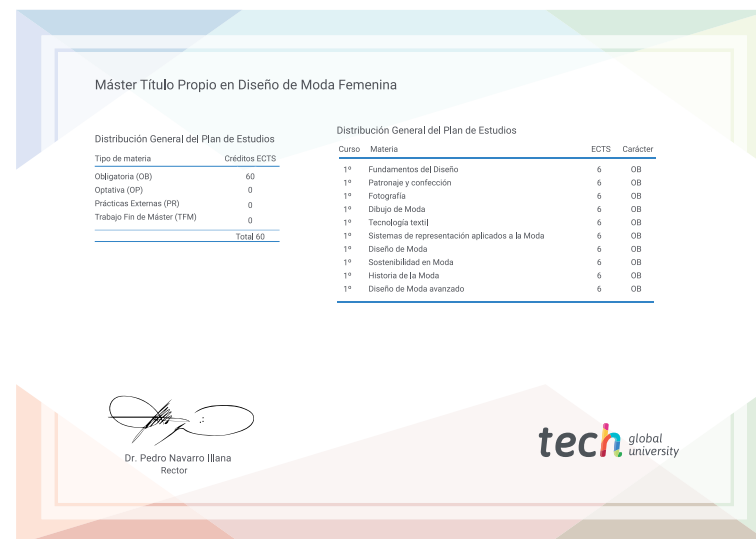 Máster Título Propio en Diseño de Moda Femenina
Distribución General del Plan de Estudios
Tipo de materia Créditos ECTS
Obligatoria (OB) 60
Optativa (OP) 0
Prácticas Externas (PR) 0
Trabajo Fin de Máster (TFM) 0
Total 60
Distribución General del Plan de Estudios
Curso Materia ECTS Carácter
1º Fundamentos del Diseño 6 OB
1º Patronaje y confección 6 OB
1º Fotografía 6 OB
1º Dibujo de Moda 6 OB
1º Tecnología textil 6 OB
1º Sistemas de representación aplicados a la Moda 6 OB
1º Diseño de Moda 6 OB
1º Sostenibilidad en Moda 6 OB
1º Historia de la Moda 6 OB
1º Diseño de Moda avanzado 6 OB
Dr. Pedro Navarro Illana
Rector
tech global
university